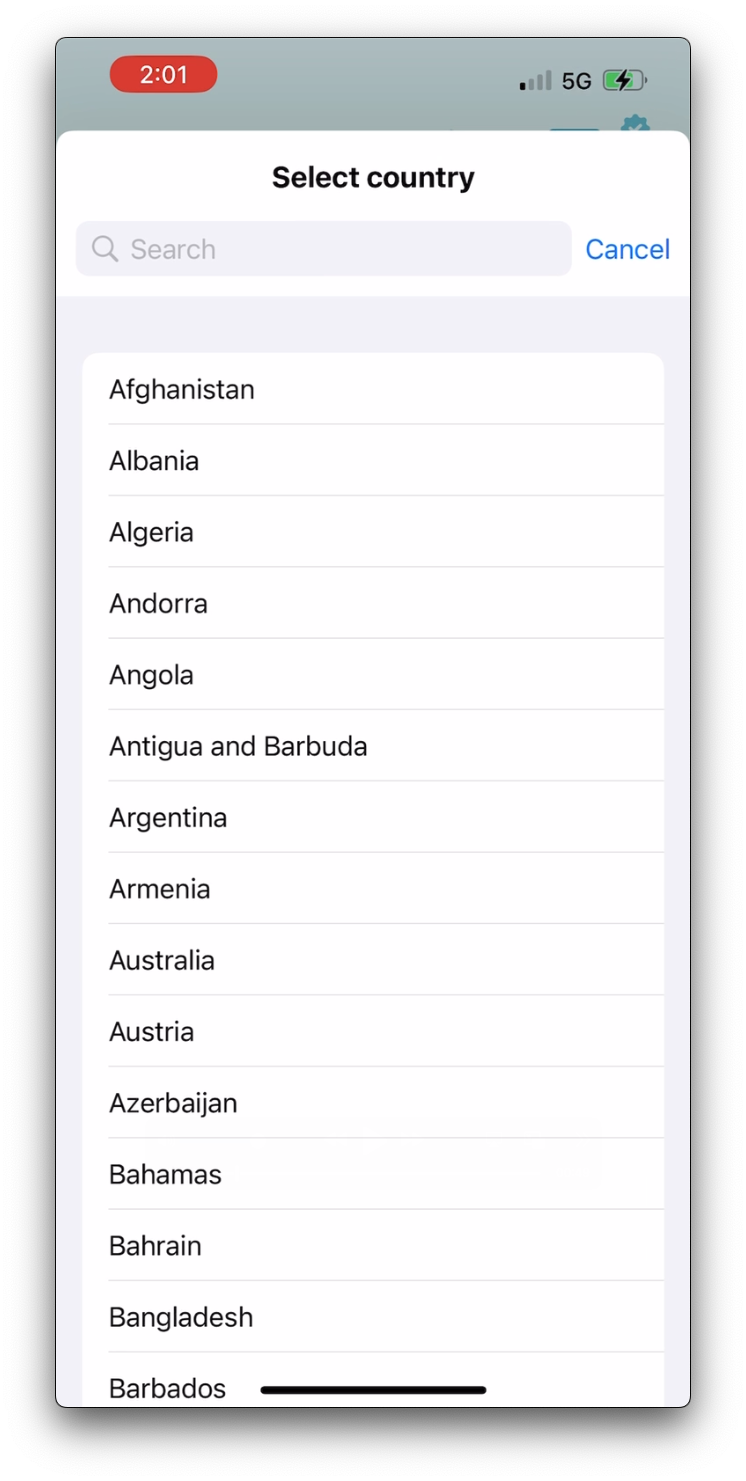 2:01
5G
Select country
Search
Cancel
Afghanistan
Albania
Algeria
Andorra
Angola
Antigua and Barbuda
Argentina
Armenia
Australia
Austria
Azerbaijan
Bahamas
Bahrain
Bangladesh
Barbados